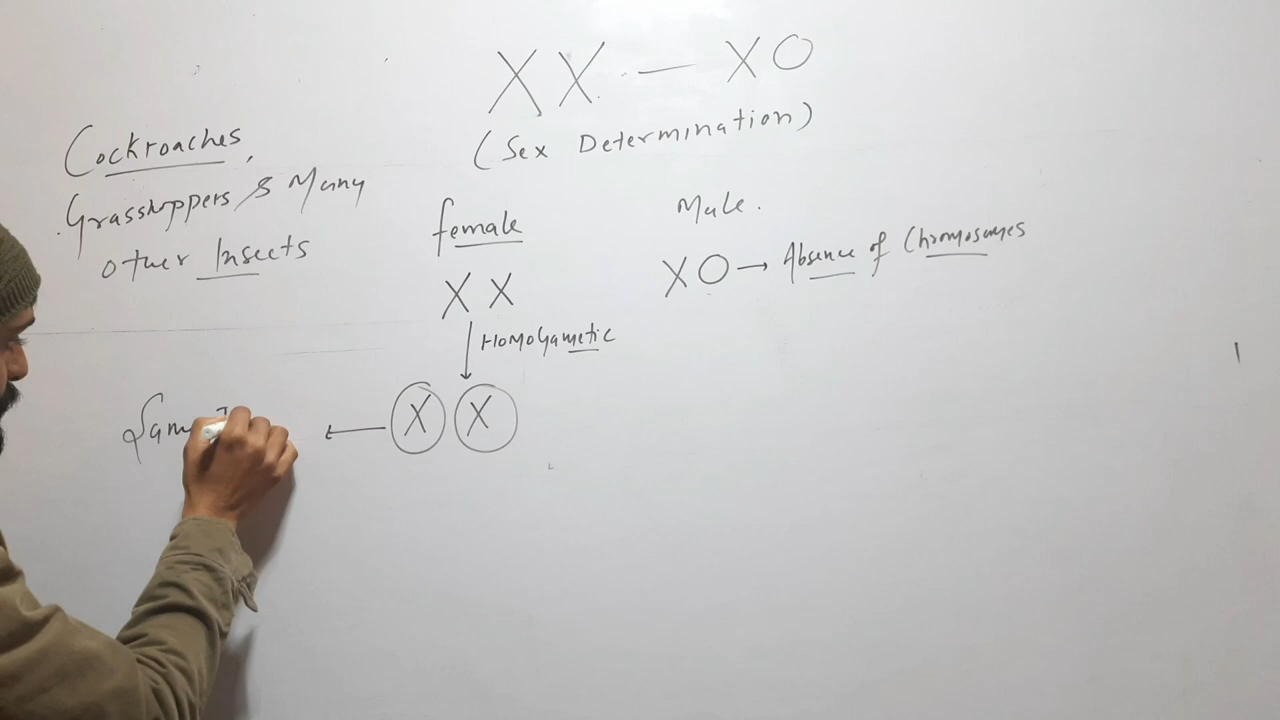 XX — XO
(Sex Determination)
Cockroaches,
Grasshoppers, & Many
other Insects
female
XX
Homogametic
X X
Male.
XO → Absence of Chromosomes